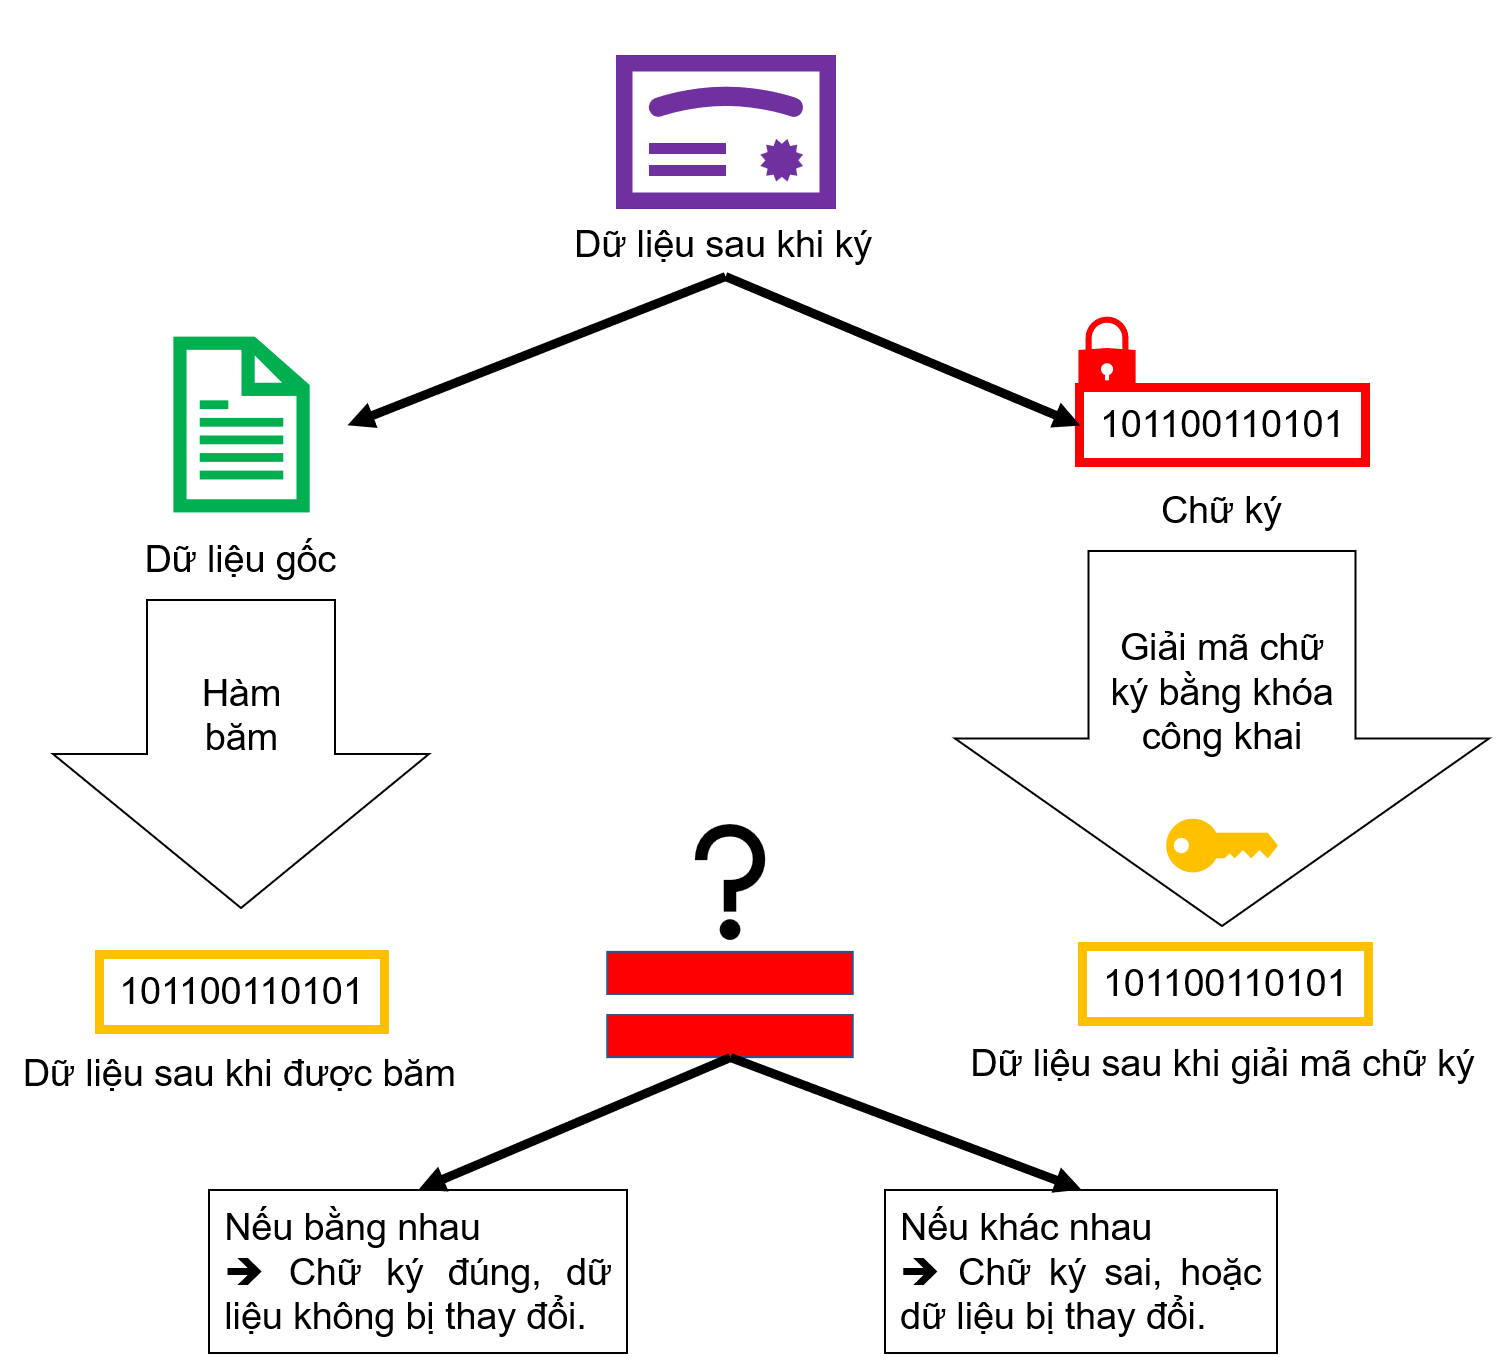 Dữ liệu sau khi ký
101100110101
Chữ ký
Dữ liệu gốc
Hàm
băm
Giải mã chữ
ký bằng khóa
công khai
?
101100110101
101100110101
Dữ liệu sau khi được băm
Dữ liệu sau khi giải mã chữ ký
Nếu bằng nhau
➔ Chữ ký đúng, dữ
liệu không bị thay đổi.
Nếu khác nhau
➔ Chữ ký sai, hoặc
dữ liệu bị thay đổi.